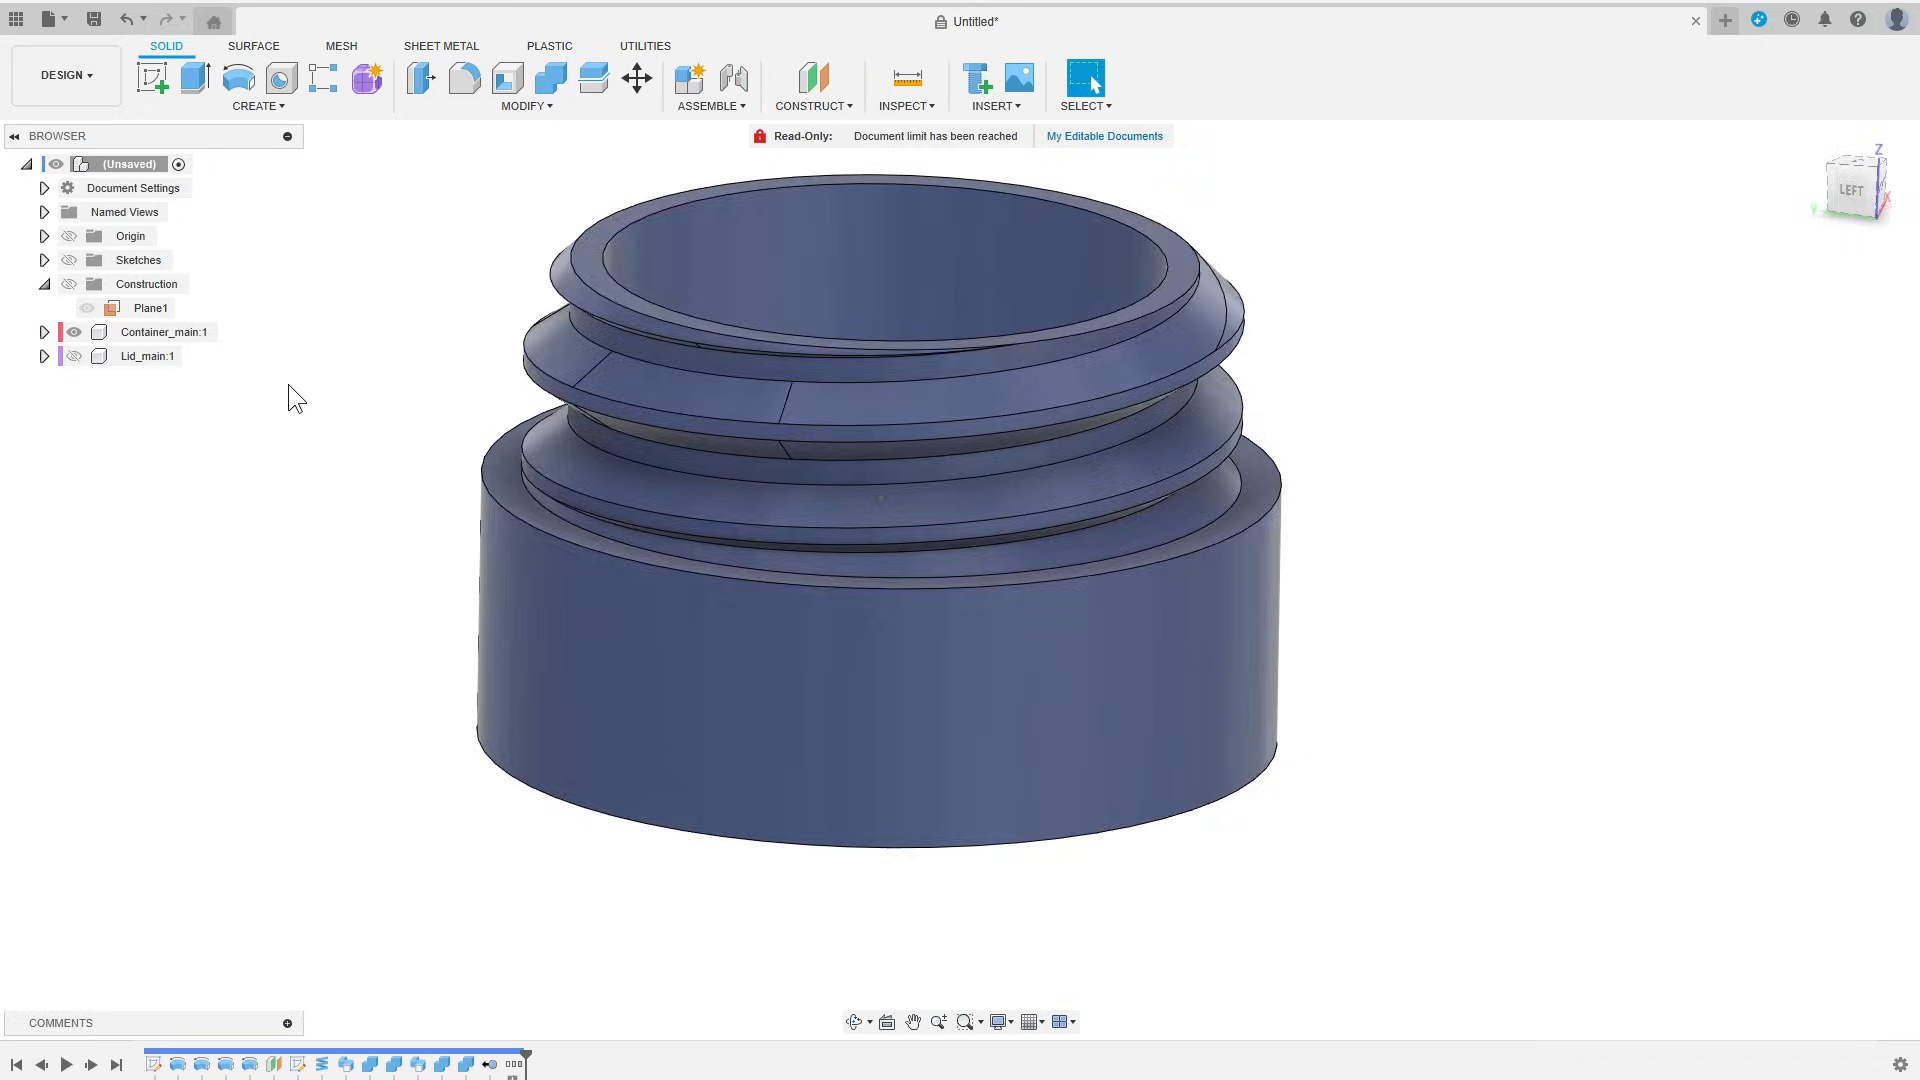 Untitled*
SOLID SURFACE MESH SHEET METAL PLASTIC UTILITIES
DESIGN
CREATE MODIFY ASSEMBLE CONSTRUCT INSPECT INSERT SELECT
BROWSER
Read-Only: Document limit has been reached My Editable Documents
(Unsaved)
Document Settings
Named Views
Origin
Sketches
Construction
Plane1
Container_main:1
Lid_main:1
Z
LEFT
X
Y
COMMENTS